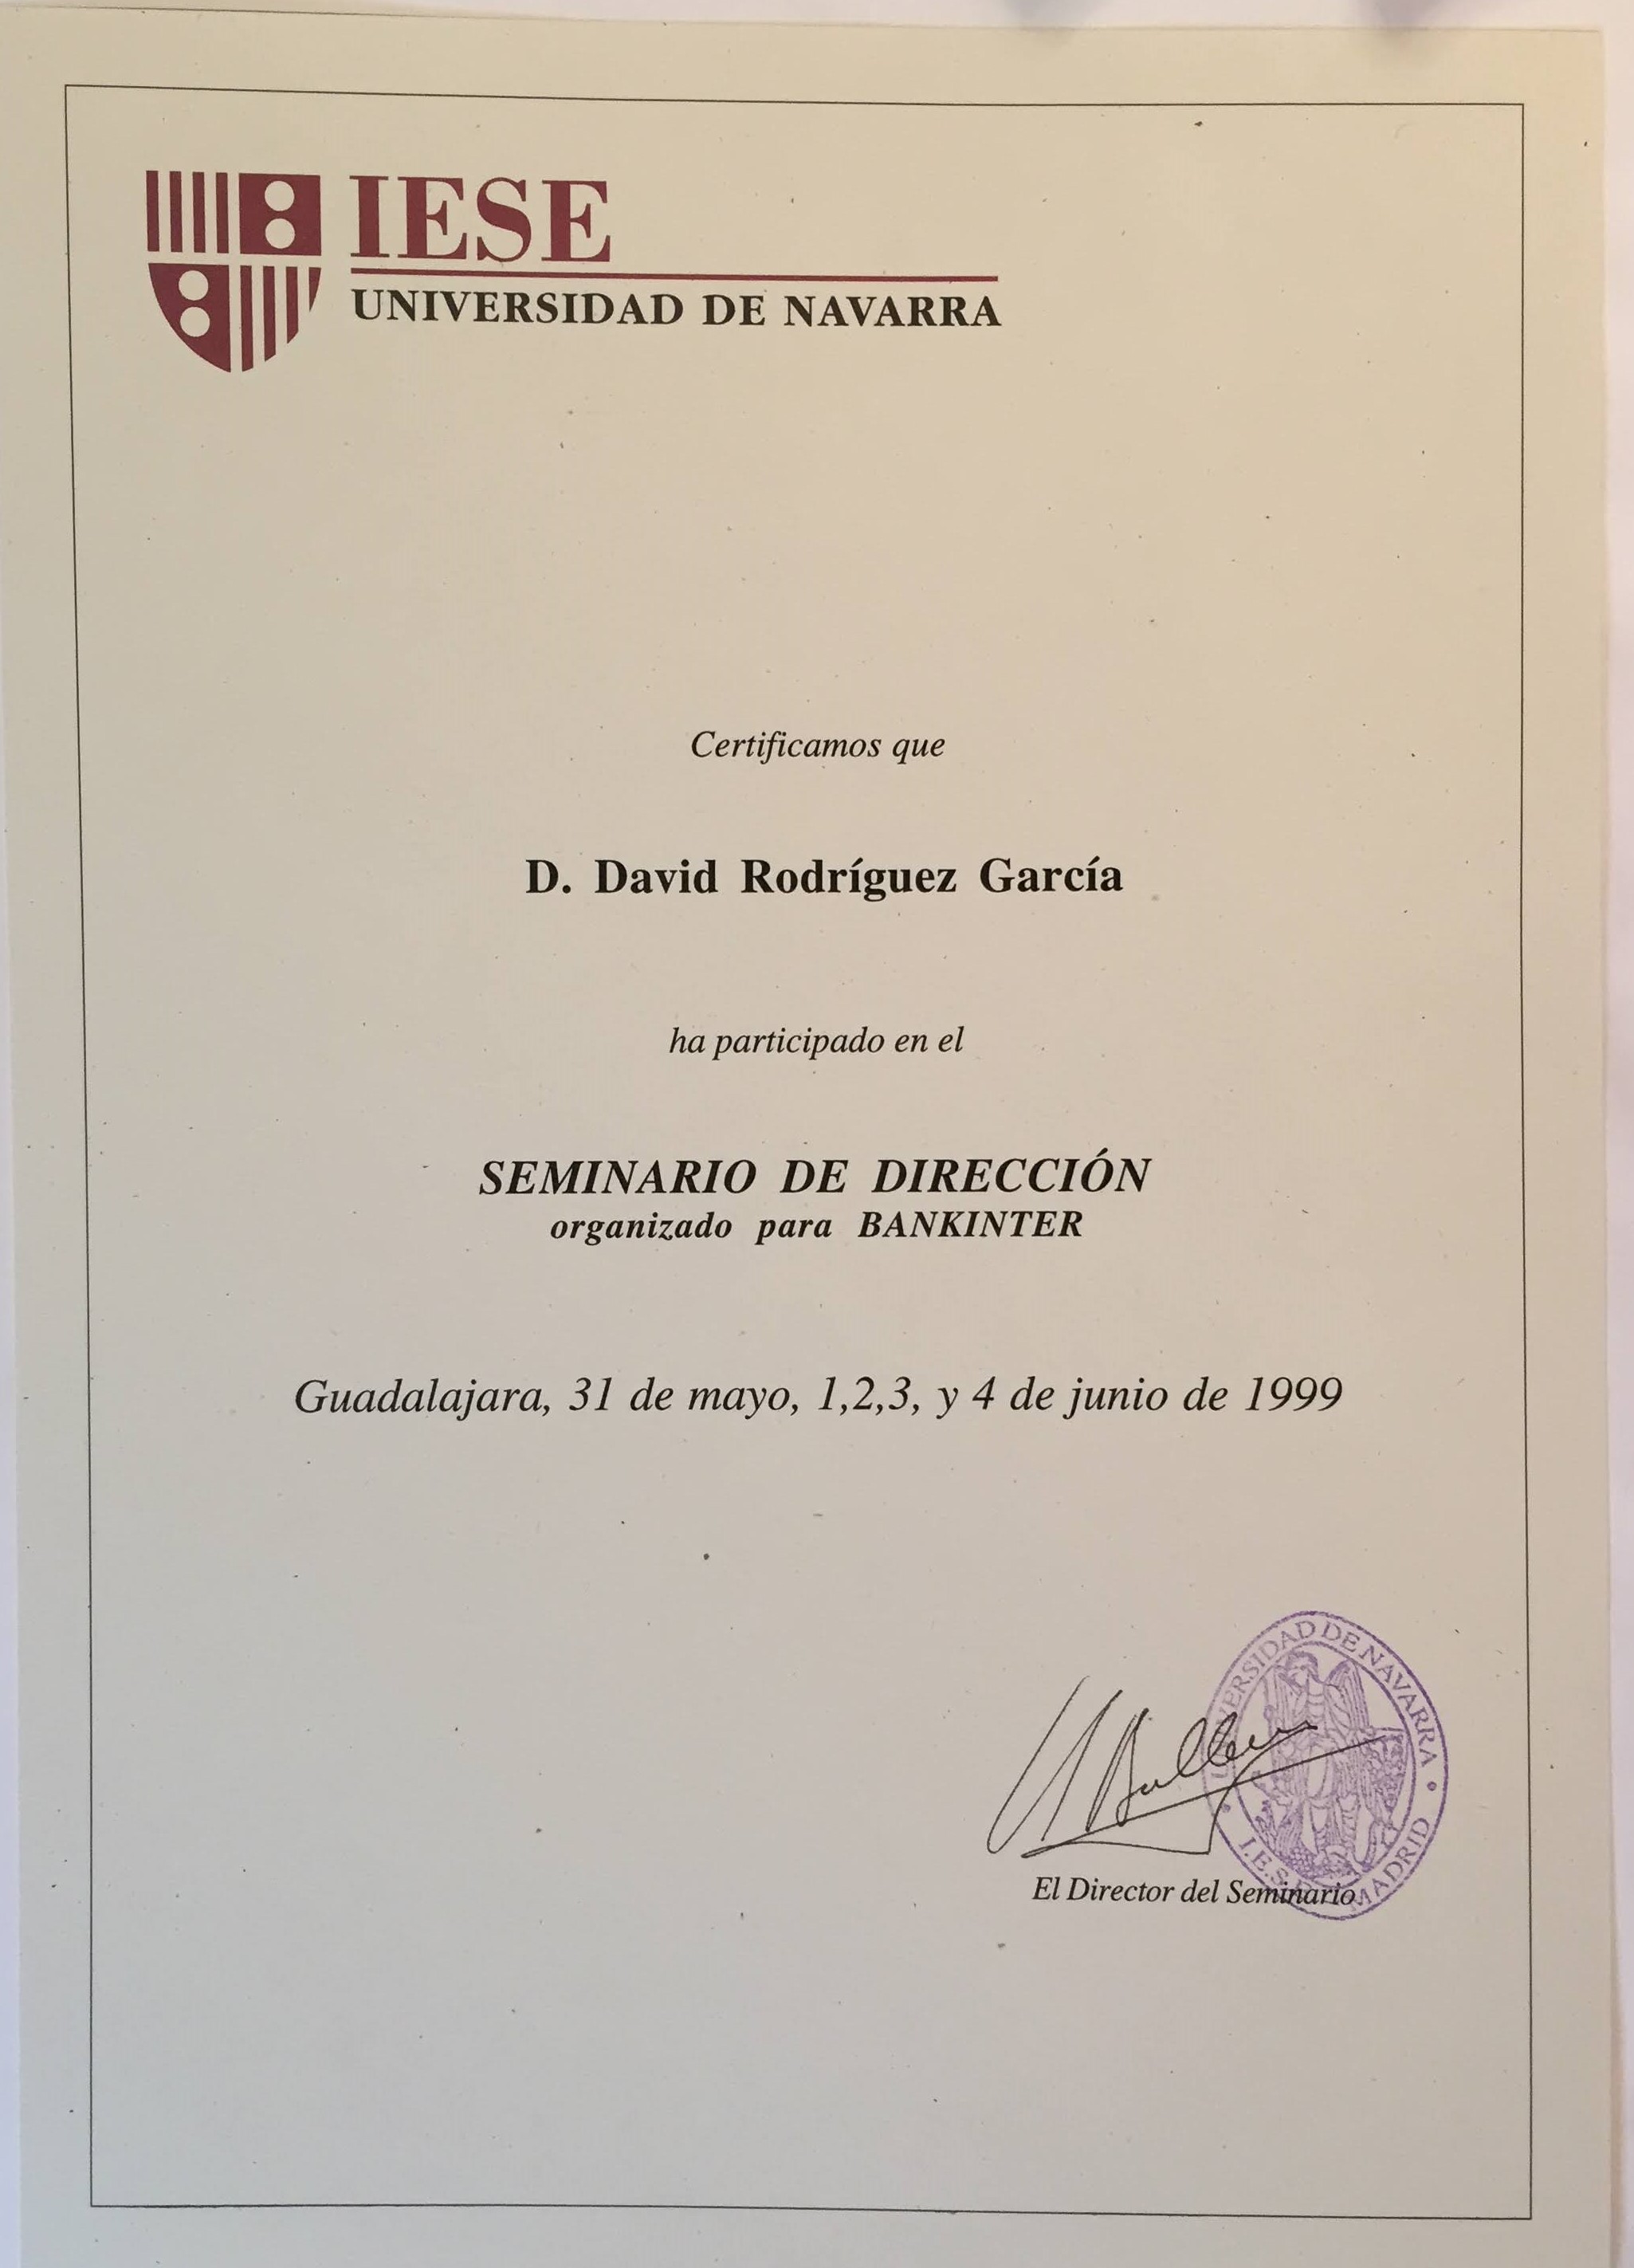 IESE
UNIVERSIDAD DE NAVARRA
Certificamos que
D. David Rodríguez García
ha participado en el
SEMINARIO DE DIRECCIÓN
organizado para BANKINTER
Guadalajara, 31 de mayo, 1,2,3, y 4 de junio de 1999
UNIVERSIDAD DE NAVARRA
I.E.S.E. MADRID
El Director del Seminario